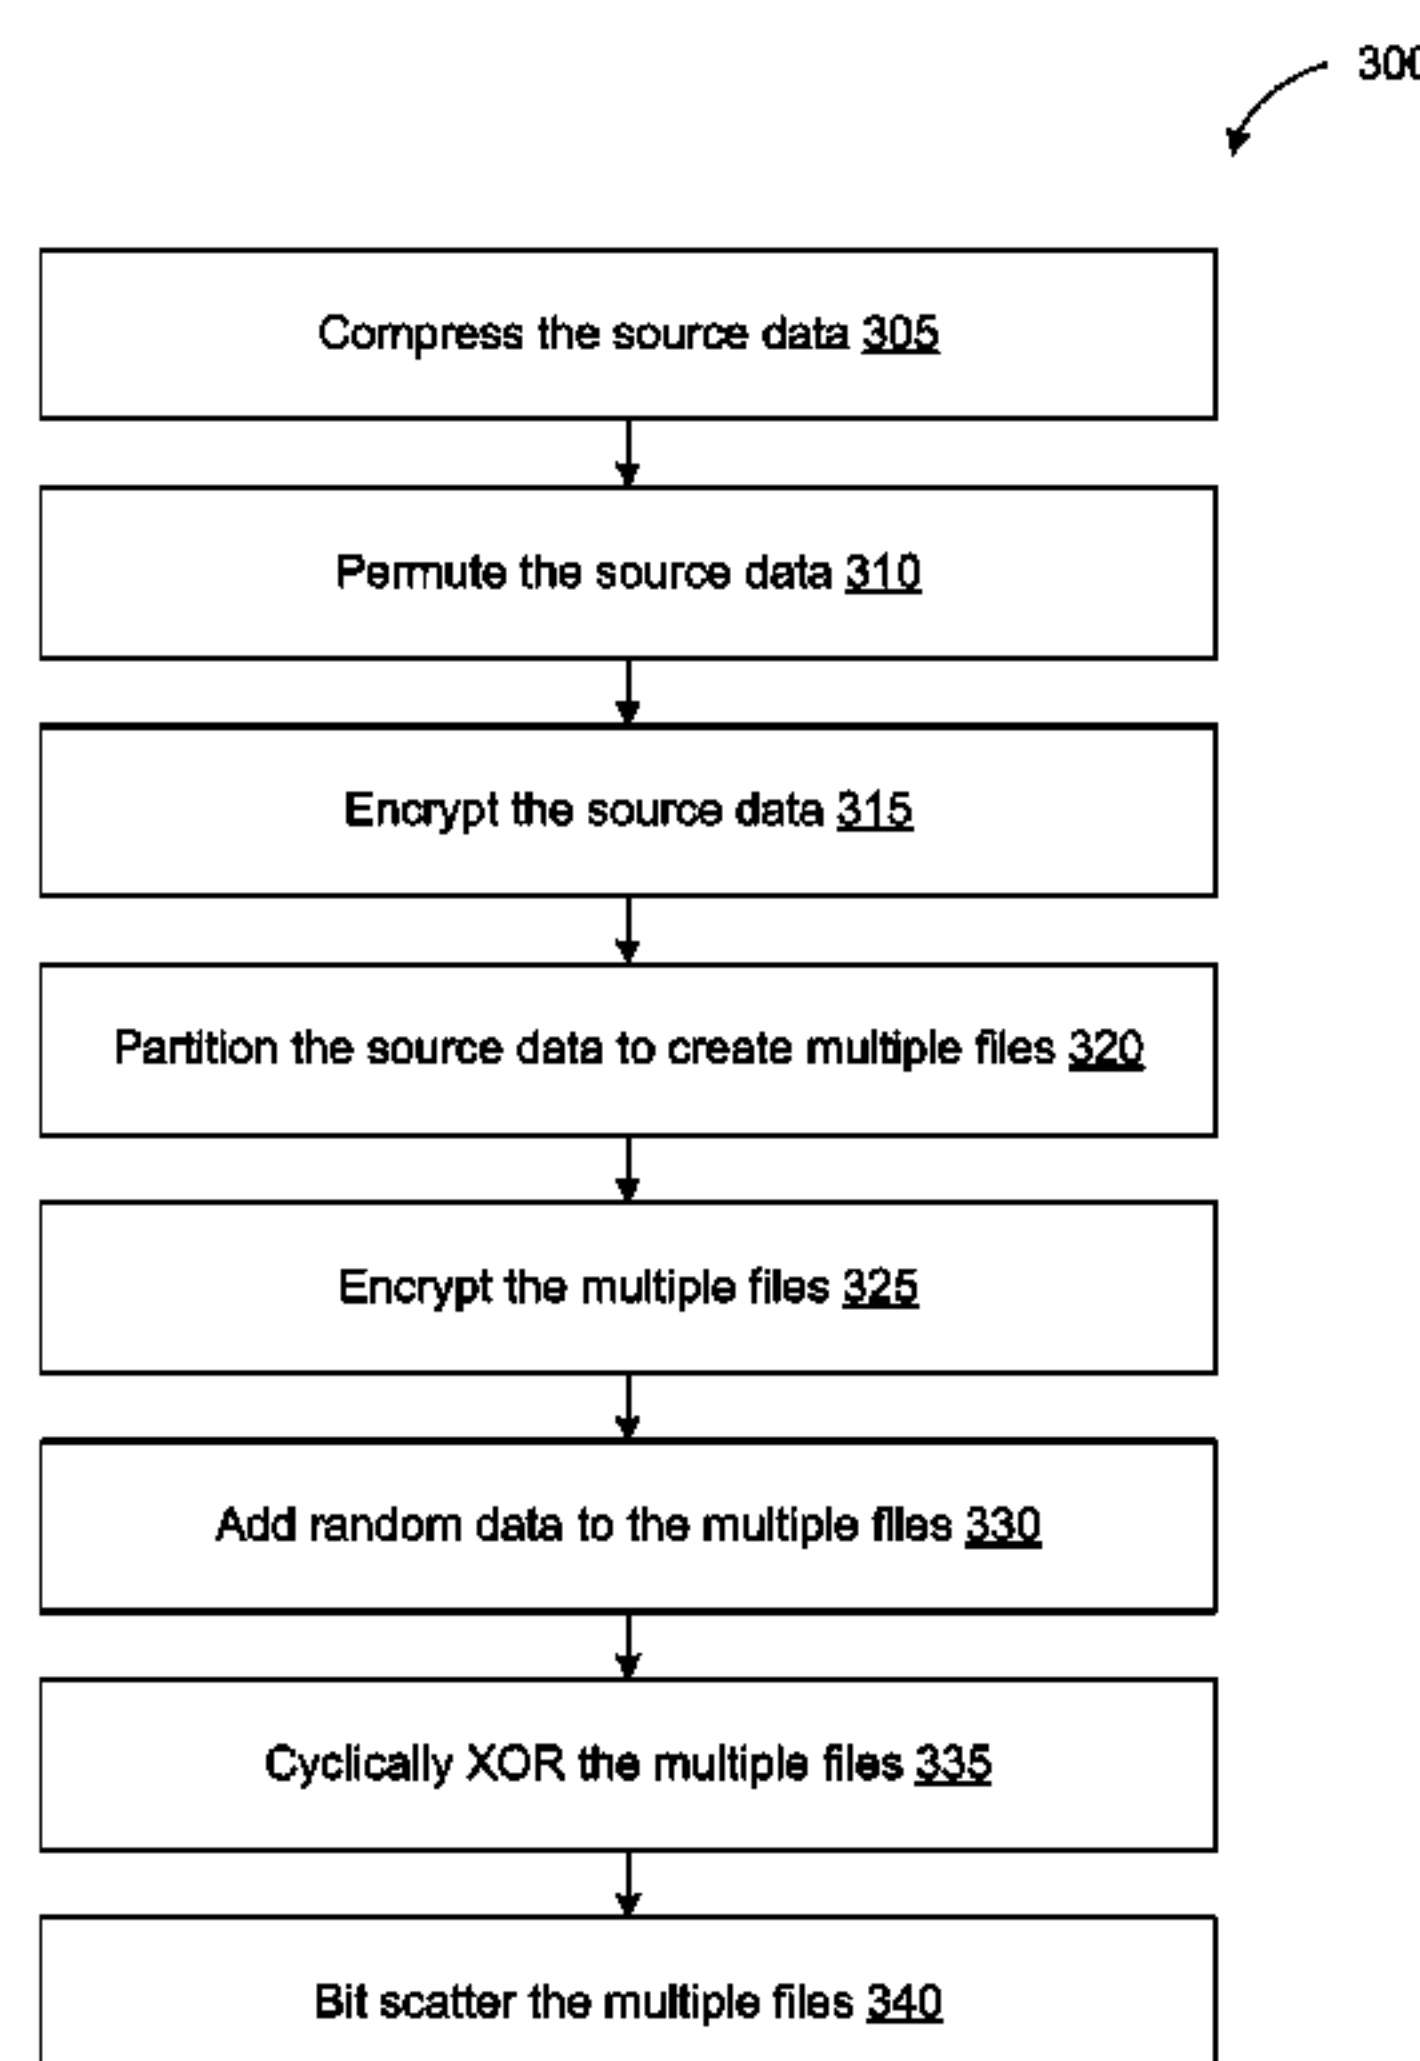 300
Compress the source data 305
Permute the source data 310
Encrypt the source data 315
Partition the source data to create multiple files 320
Encrypt the multiple files 325
Add random data to the multiple files 330
Cyclically XOR the multiple files 335
Bit scatter the multiple files 340